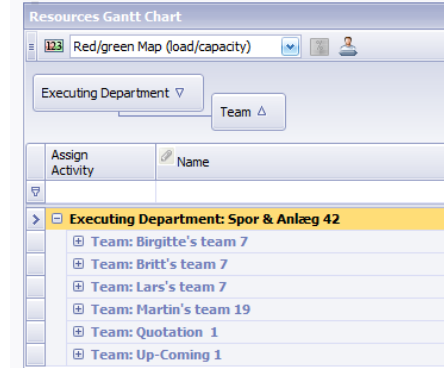 Resources Gantt Chart
123 Red/green Map (load/capacity)
Executing Department
Team
Assign
Activity
Name
Executing Department: Spor & Anlæg 42
Team: Birgitte's team 7
Team: Britt's team 7
Team: Lars's team 7
Team: Martin's team 19
Team: Quotation 1
Team: Up-Coming 1